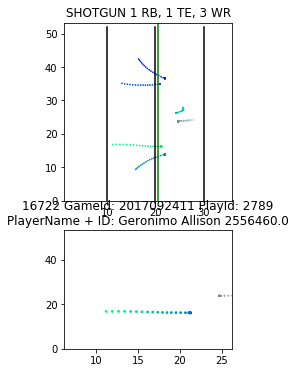 SHOTGUN 1 RB, 1 TE, 3 WR
50
40
30
20
10
0
10 20 30
16722 GameId: 2017092411 PlayId: 2789
PlayerName + ID: Geronimo Allison 2556460.0
40
20
0
10 15 20 25